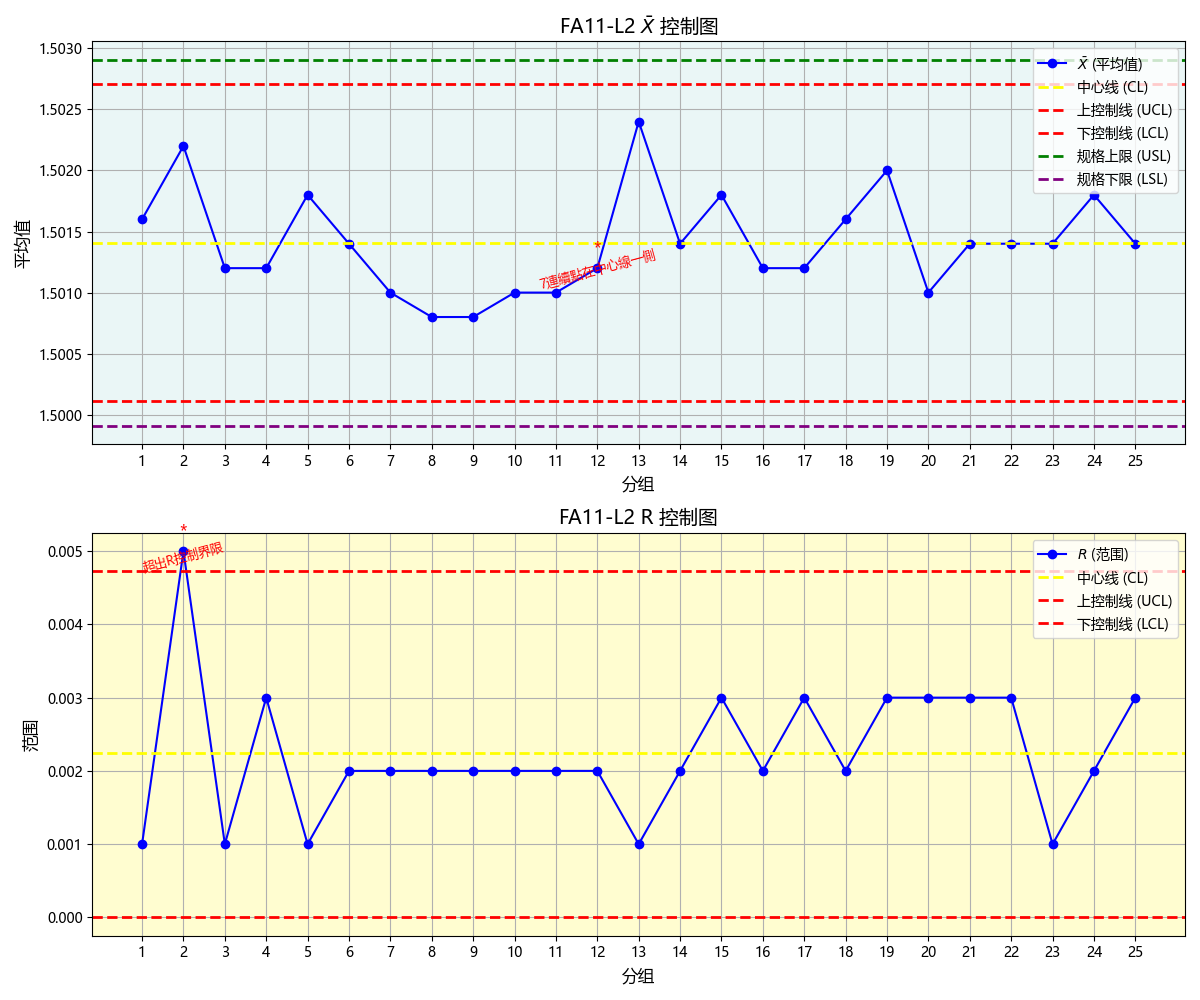 FA11-L2 X̄ 控制图
平均值
1.5030
1.5025
1.5020
1.5015
1.5010
1.5005
1.5000
X̄ (平均值)
中心线 (CL)
上控制线 (UCL)
下控制线 (LCL)
规格上限 (USL)
规格下限 (LSL)
*
7連續點在中心線一側
1 2 3 4 5 6 7 8 9 10 11 12 13 14 15 16 17 18 19 20 21 22 23 24 25
分组
FA11-L2 R 控制图
范围
*
超出R控制界限
0.005
0.004
0.003
0.002
0.001
0.000
R (范围)
中心线 (CL)
上控制线 (UCL)
下控制线 (LCL)
1 2 3 4 5 6 7 8 9 10 11 12 13 14 15 16 17 18 19 20 21 22 23 24 25
分组